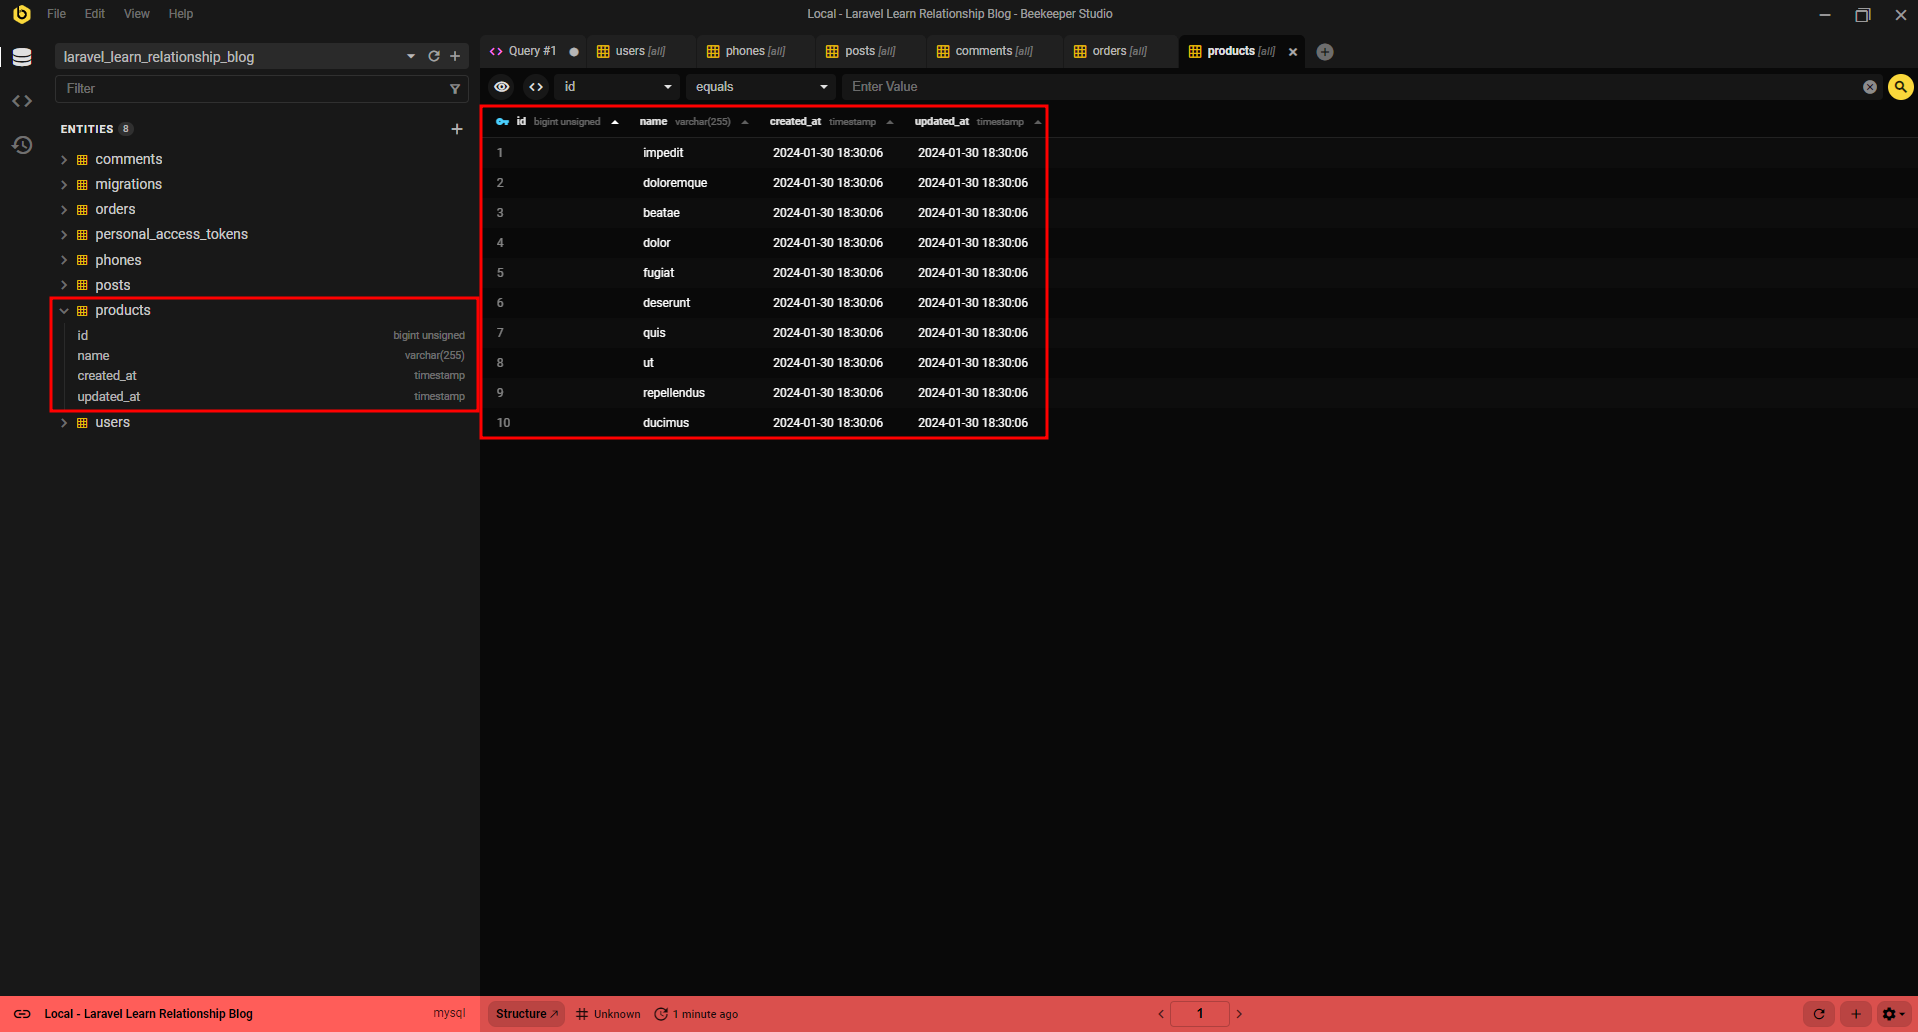 File Edit View Help
Local - Laravel Learn Relationship Blog - Beekeeper Studio
laravel_learn_relationship_blog
Filter
ENTITIES 8
comments
migrations
orders
personal_access_tokens
phones
posts
products
id bigint unsigned
name varchar(255)
created_at timestamp
updated_at timestamp
users
Query #1 users [all] phones [all] posts [all] comments [all] orders [all] products [all]
id equals Enter Value
id bigint unsigned name varchar(255) created_at timestamp updated_at timestamp
1 impedit 2024-01-30 18:30:06 2024-01-30 18:30:06
2 doloremque 2024-01-30 18:30:06 2024-01-30 18:30:06
3 beatae 2024-01-30 18:30:06 2024-01-30 18:30:06
4 dolor 2024-01-30 18:30:06 2024-01-30 18:30:06
5 fugiat 2024-01-30 18:30:06 2024-01-30 18:30:06
6 deserunt 2024-01-30 18:30:06 2024-01-30 18:30:06
7 quis 2024-01-30 18:30:06 2024-01-30 18:30:06
8 ut 2024-01-30 18:30:06 2024-01-30 18:30:06
9 repellendus 2024-01-30 18:30:06 2024-01-30 18:30:06
10 ducimus 2024-01-30 18:30:06 2024-01-30 18:30:06
Local - Laravel Learn Relationship Blog mysql Structure Unknown 1 minute ago 1